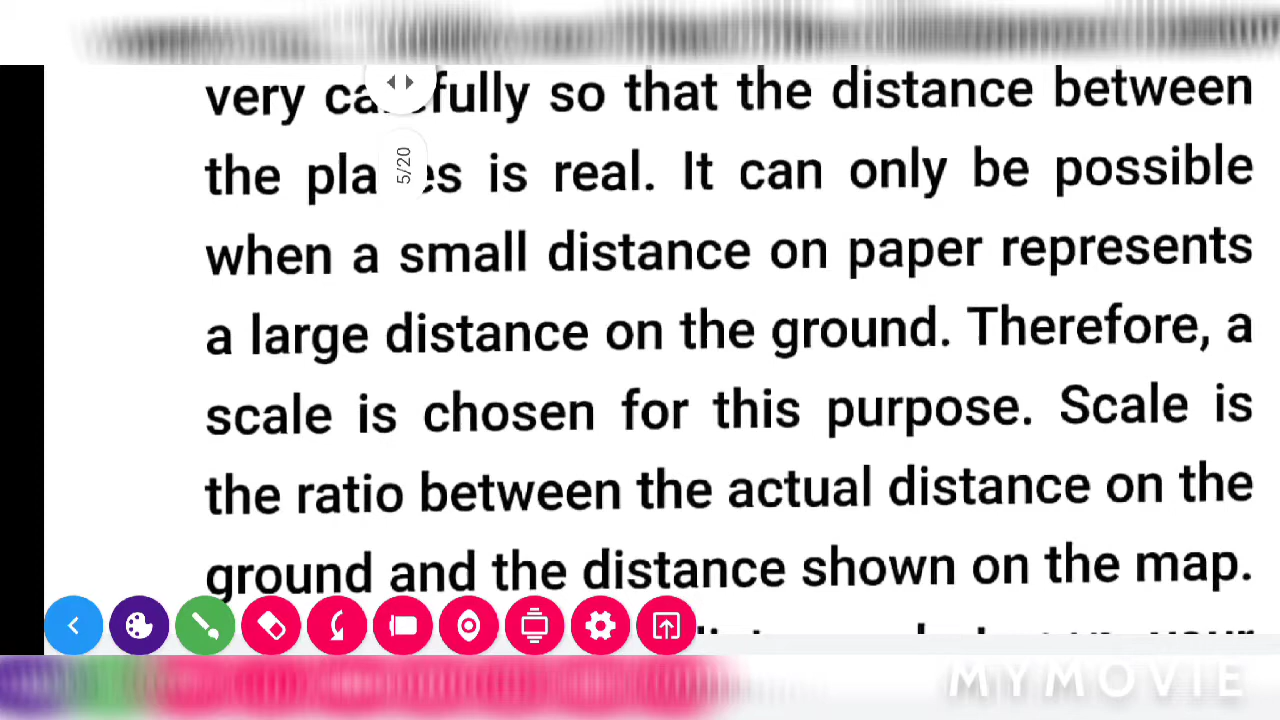 very carefully so that the distance between
the places is real. It can only be possible
when a small distance on paper represents
a large distance on the ground. Therefore, a
scale is chosen for this purpose. Scale is
the ratio between the actual distance on the
ground and the distance shown on the map.
5/20
MYMOVIE